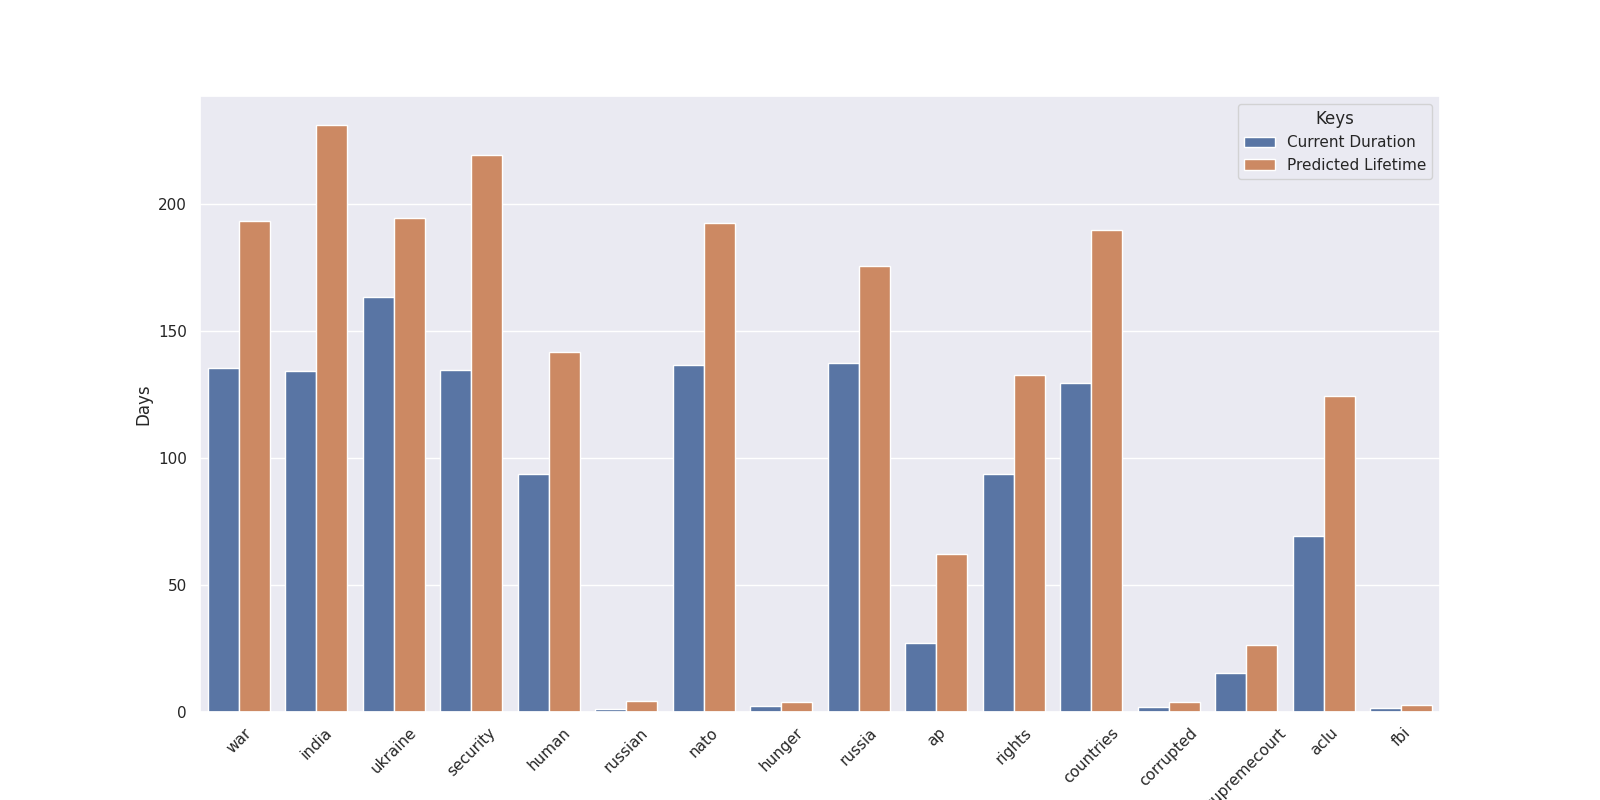 Keys
Current Duration
Predicted Lifetime
Days
200
150
100
50
0
war
india
ukraine
security
human
russian
nato
hunger
russia
ap
rights
countries
corrupted
upremecourt
aclu
fbi